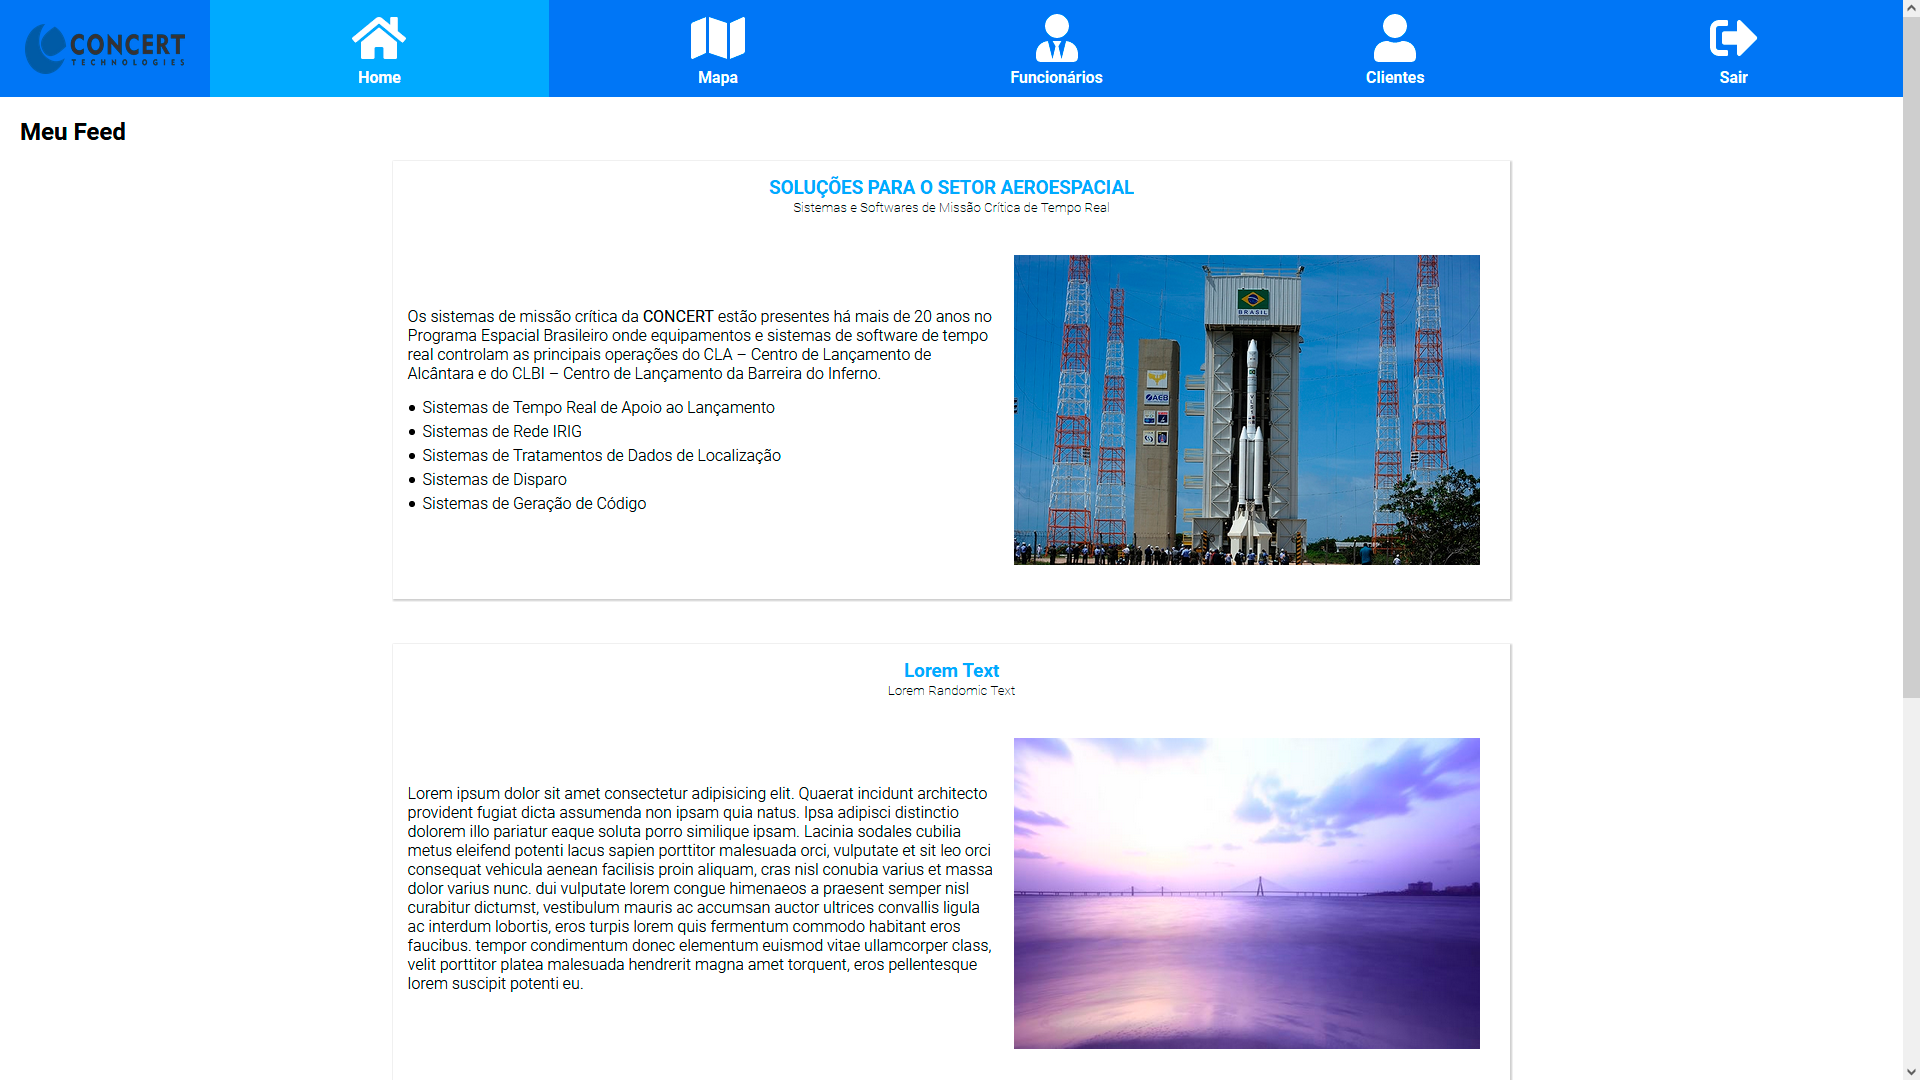 CONCERT
TECHNOLOGIES
Home
Mapa
Funcionários
Clientes
Sair
Meu Feed
SOLUÇÕES PARA O SETOR AEROESPACIAL
Sistemas e Softwares de Missão Crítica de Tempo Real
Os sistemas de missão crítica da CONCERT estão presentes há mais de 20 anos no
Programa Espacial Brasileiro onde equipamentos e sistemas de software de tempo
real controlam as principais operações do CLA – Centro de Lançamento de
Alcântara e do CLBI – Centro de Lançamento da Barreira do Inferno.
• Sistemas de Tempo Real de Apoio ao Lançamento
• Sistemas de Rede IRIG
• Sistemas de Tratamentos de Dados de Localização
• Sistemas de Disparo
• Sistemas de Geração de Código
BRASIL
AEB
Lorem Text
Lorem Randomic Text
Lorem ipsum dolor sit amet consectetur adipisicing elit. Quaerat incidunt architecto
provident fugiat dicta assumenda non ipsam quia natus. Ipsa adipisci distinctio
dolorem illo pariatur eaque soluta porro similique ipsam. Lacinia sodales cubilia
metus eleifend potenti lacus sapien porttitor malesuada orci, vulputate et sit leo orci
consequat vehicula aenean facilisis proin aliquam, cras nisl conubia varius et massa
dolor varius nunc. dui vulputate lorem congue himenaeos a praesent semper nisl
curabitur dictumst, vestibulum mauris ac accumsan auctor ultrices convallis ligula
ac interdum lobortis, eros turpis lorem quis fermentum commodo habitant eros
faucibus. tempor condimentum donec elementum euismod vitae ullamcorper class,
velit porttitor platea malesuada hendrerit magna amet torquent, eros pellentesque
lorem suscipit potenti eu.